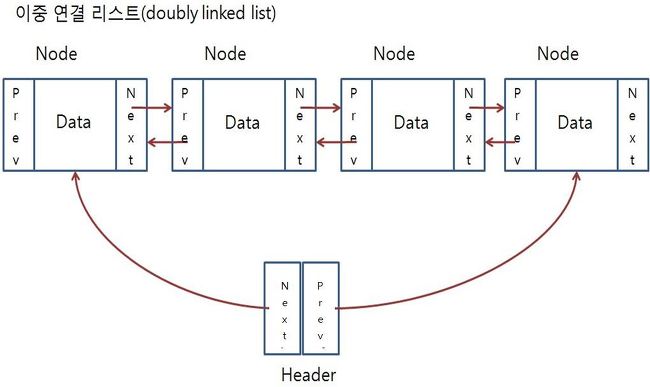 이중 연결 리스트(doubly linked list)
Node Node Node Node
Prev Data Next Prev Data Next Prev Data Next Prev Data Next
Next Prev
Header